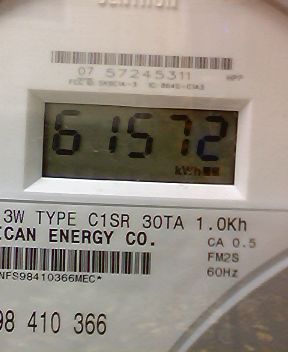 07 57245311 HPP
61572
kWh
3W TYPE C1SR 30TA 1.0Kh
ICAN ENERGY CO.
CA 0.5
FM2S
NFS98410366MEC*
60Hz
98 410 366